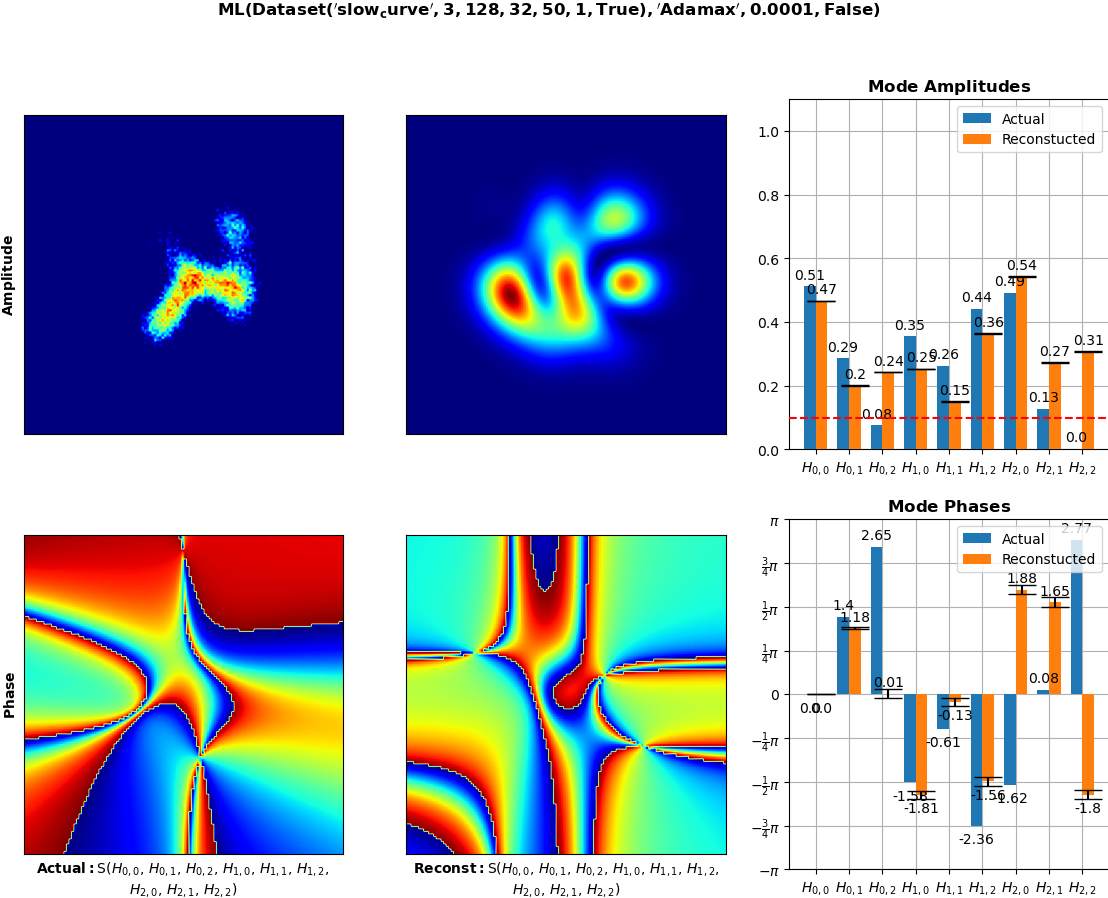 ML(Dataset('slow_curve', 3, 128, 32, 50, 1, True), 'Adamax', 0.0001, False)
Mode Amplitudes
Actual
Reconstucted
1.0
0.8
0.6
0.4
0.2
0.0
0.51
0.47
0.29
0.2
0.08
0.24
0.35
0.25
0.26
0.15
0.44
0.36
0.49
0.54
0.13
0.27
0.0
0.31
H0,0 H0,1 H0,2 H1,0 H1,1 H1,2 H2,0 H2,1 H2,2
Amplitude
Mode Phases
Actual
Reconstucted
π
3/4π
1/2π
1/4π
0
−1/4π
−1/2π
−3/4π
−π
0.0
0.0
1.4
1.18
2.65
0.01
-1.58
-1.81
-0.61
-0.13
-2.36
-1.56
-1.62
1.88
0.08
1.65
2.77
-1.8
H0,0 H0,1 H0,2 H1,0 H1,1 H1,2 H2,0 H2,1 H2,2
Phase
Actual: S(H0,0, H0,1, H0,2, H1,0, H1,1, H1,2,
H2,0, H2,1, H2,2)
Reconst: S(H0,0, H0,1, H0,2, H1,0, H1,1, H1,2,
H2,0, H2,1, H2,2)